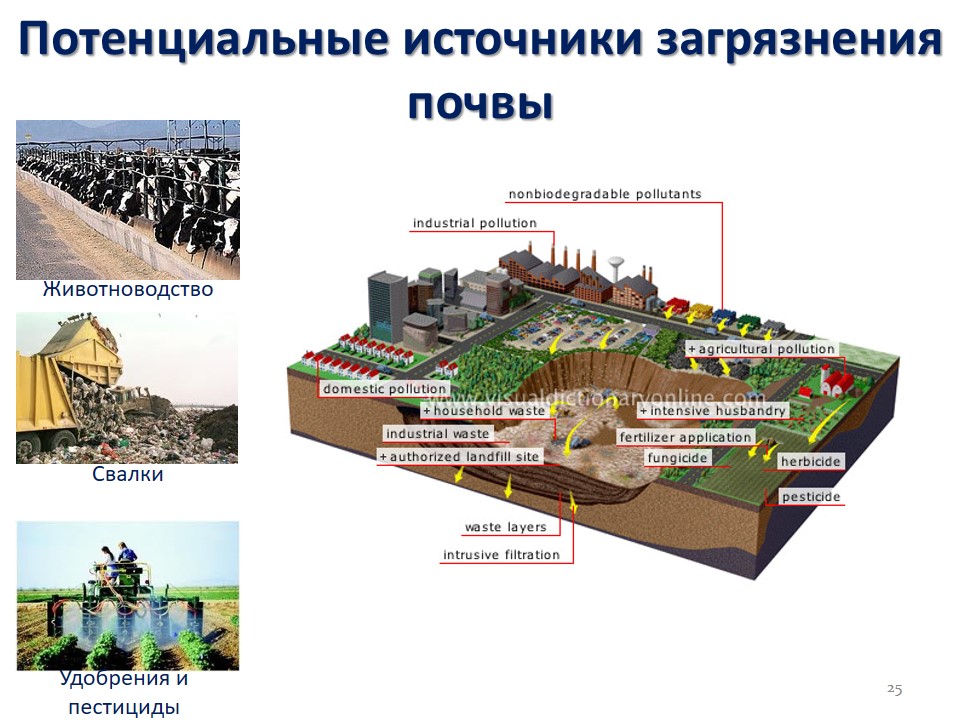 Потенциальные источники загрязнения
почвы
Животноводство
Свалки
Удобрения и
пестициды
nonbiodegradable pollutants
industrial pollution
+ agricultural pollution
domestic pollution
www.visualdictionaryonline.com
+ household waste
+ intensive husbandry
industrial waste
fertilizer application
+ authorized landfill site
fungicide
herbicide
pesticide
waste layers
intrusive filtration
25